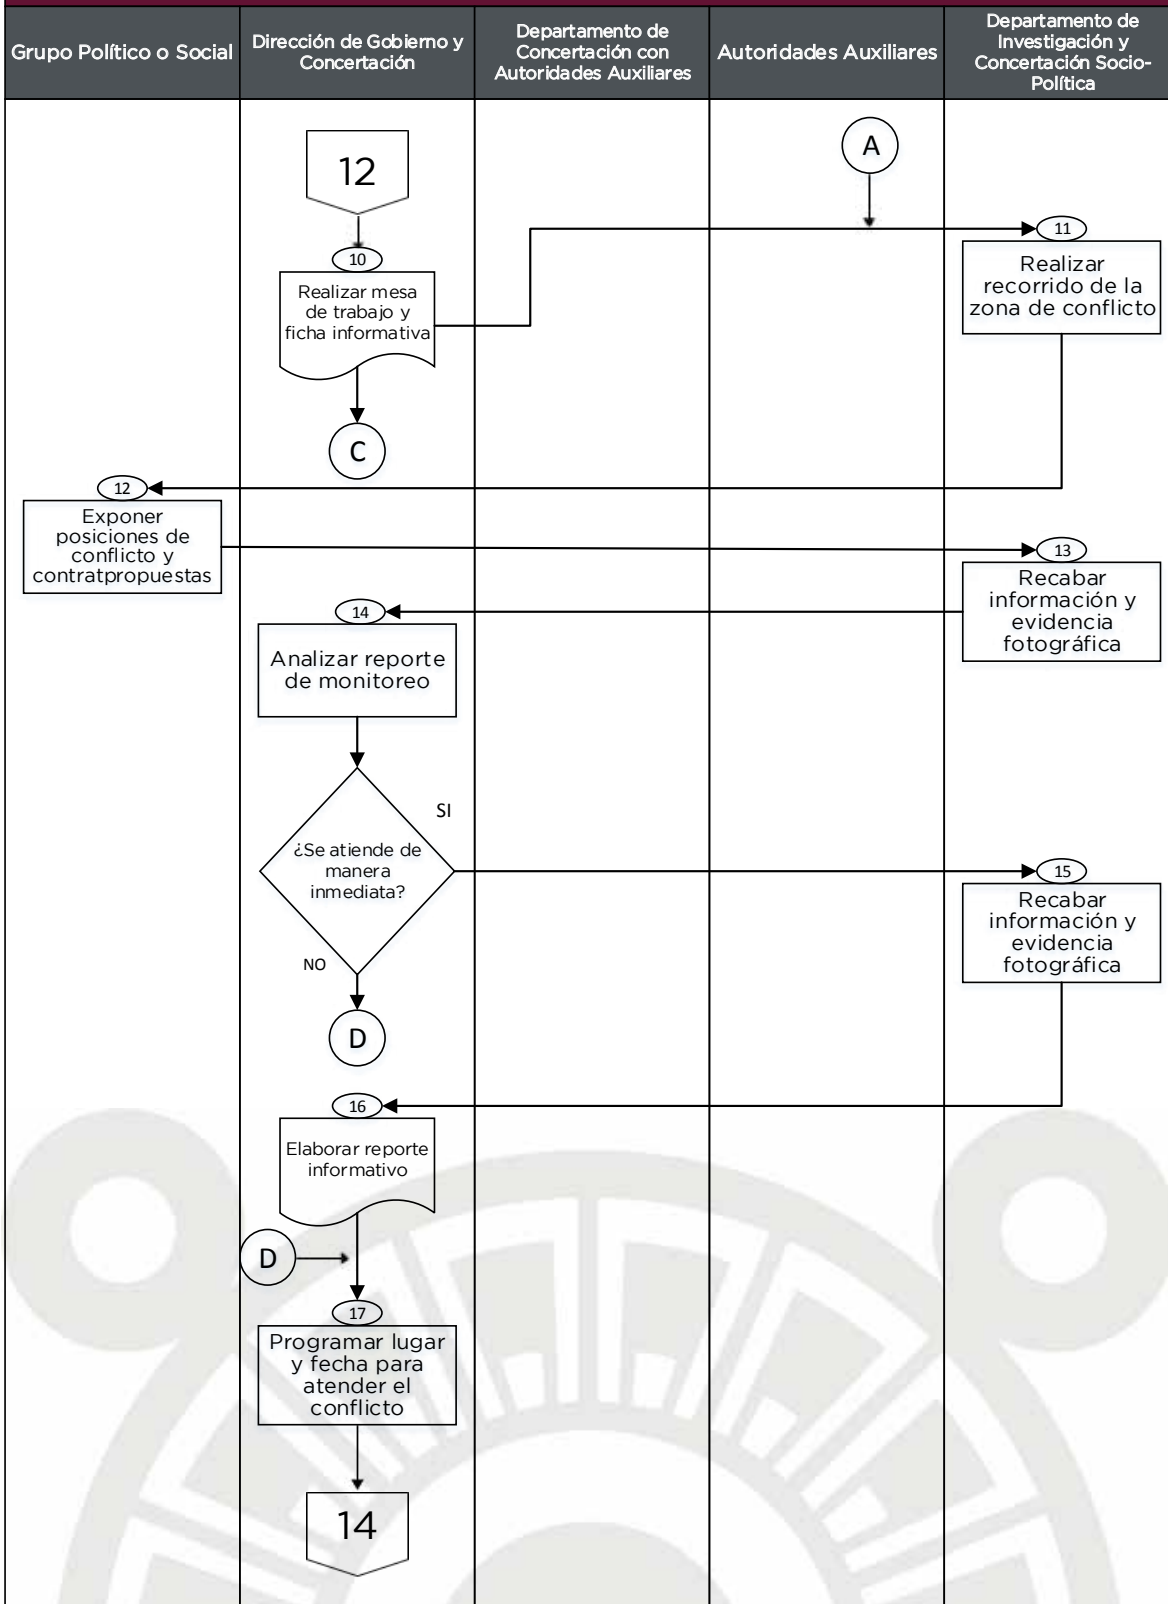 Grupo Político o Social
Dirección de Gobierno y
Concertación
Departamento de
Concertación con
Autoridades Auxiliares
Autoridades Auxiliares
Departamento de
Investigación y
Concertación Socio-
Política
12
A
10
Realizar mesa
de trabajo y
ficha informativa
11
Realizar
recorrido de la
zona de conflicto
C
12
Exponer
posiciones de
conflicto y
contratpropuestas
13
Recabar
información y
evidencia
fotográfica
14
Analizar reporte
de monitoreo
¿Se atiende de
manera
inmediata?
SI
NO
15
Recabar
información y
evidencia
fotográfica
D
16
Elaborar reporte
informativo
D
17
Programar lugar
y fecha para
atender el
conflicto
14